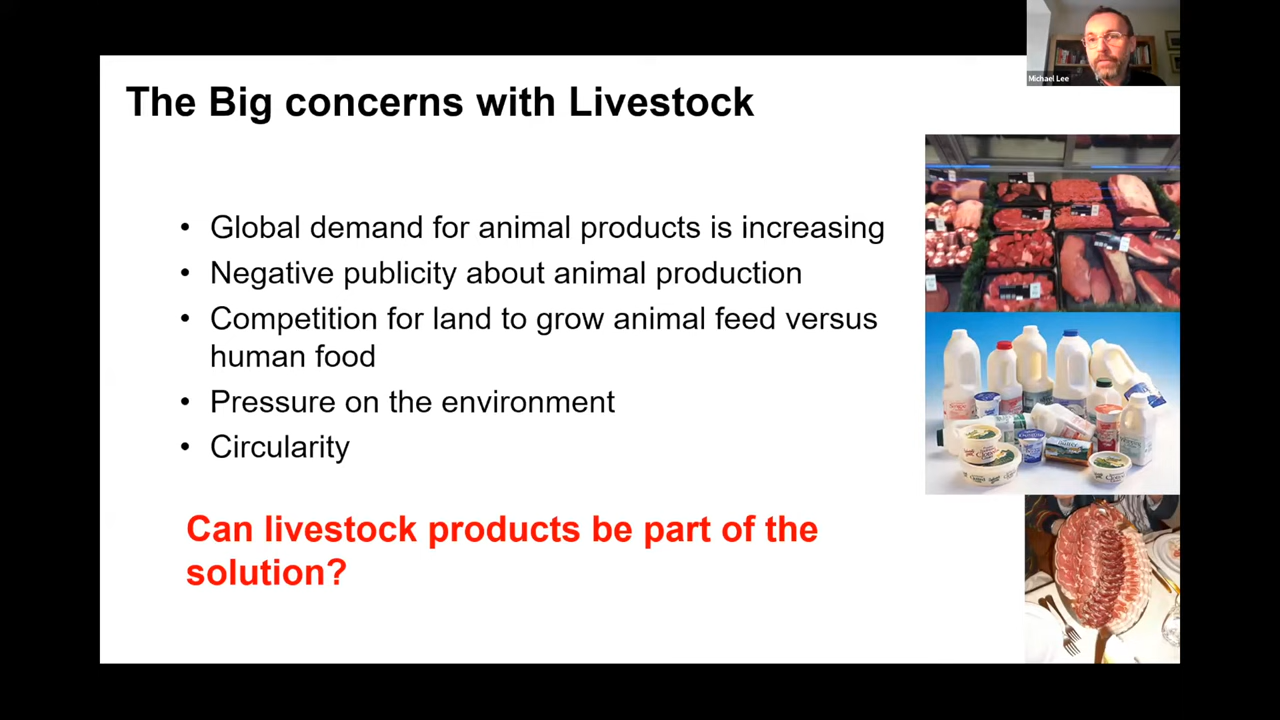 Michael Lee
The Big concerns with Livestock
• Global demand for animal products is increasing
• Negative publicity about animal production
• Competition for land to grow animal feed versus
human food
• Pressure on the environment
• Circularity
Can livestock products be part of the
solution?